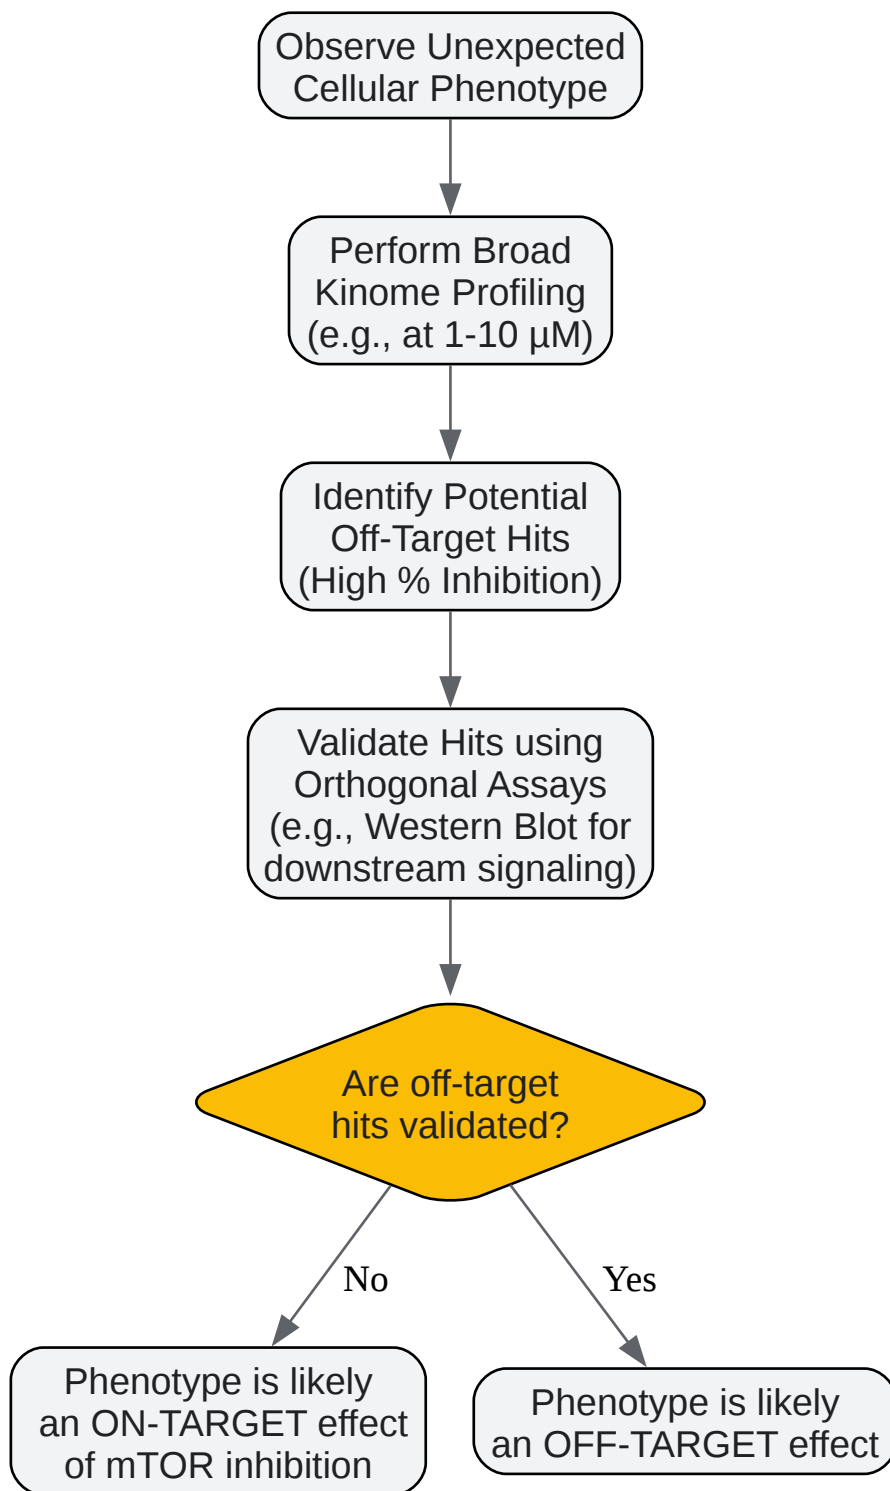 Observe Unexpected
Cellular Phenotype
Perform Broad
Kinome Profiling
(e.g., at 1-10 µM)
Identify Potential
Off-Target Hits
(High % Inhibition)
Validate Hits using
Orthogonal Assays
(e.g., Western Blot for
downstream signaling)
Are off-target
hits validated?
No
Yes
Phenotype is likely
an ON-TARGET effect
of mTOR inhibition
Phenotype is likely
an OFF-TARGET effect